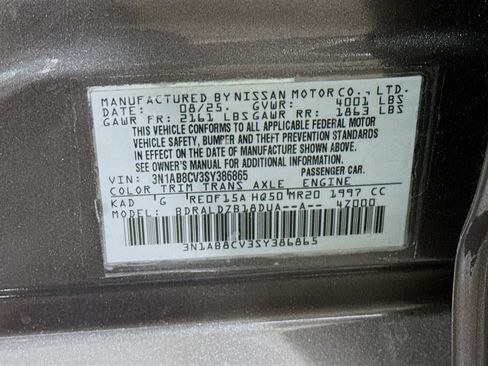 MANUFACTURED BY NISSAN MOTOR CO., LTD.
DATE: 08/25. GVWR: 4001 LBS
GAWR FR: 2161 LBS GAWR RR: 1863 LBS
THIS VEHICLE CONFORMS TO ALL APPLICABLE FEDERAL MOTOR
VEHICLE SAFETY, BUMPER AND THEFT PREVENTION STANDARDS
IN EFFECT ON THE DATE OF MANUFACTURE SHOWN ABOVE.
SEE OWNER'S MANUAL FOR ADDITIONAL INFORMATION.
VIN: 3N1AB8CV3SY386865 PASSENGER CAR.
COLOR TRIM TRANS AXLE ENGINE
KAD G RE0F15A HQ50 MR20 1997 CC
MODEL: BDRALDZB18DUA--A-- 47000
3N1AB8CV3SY386865